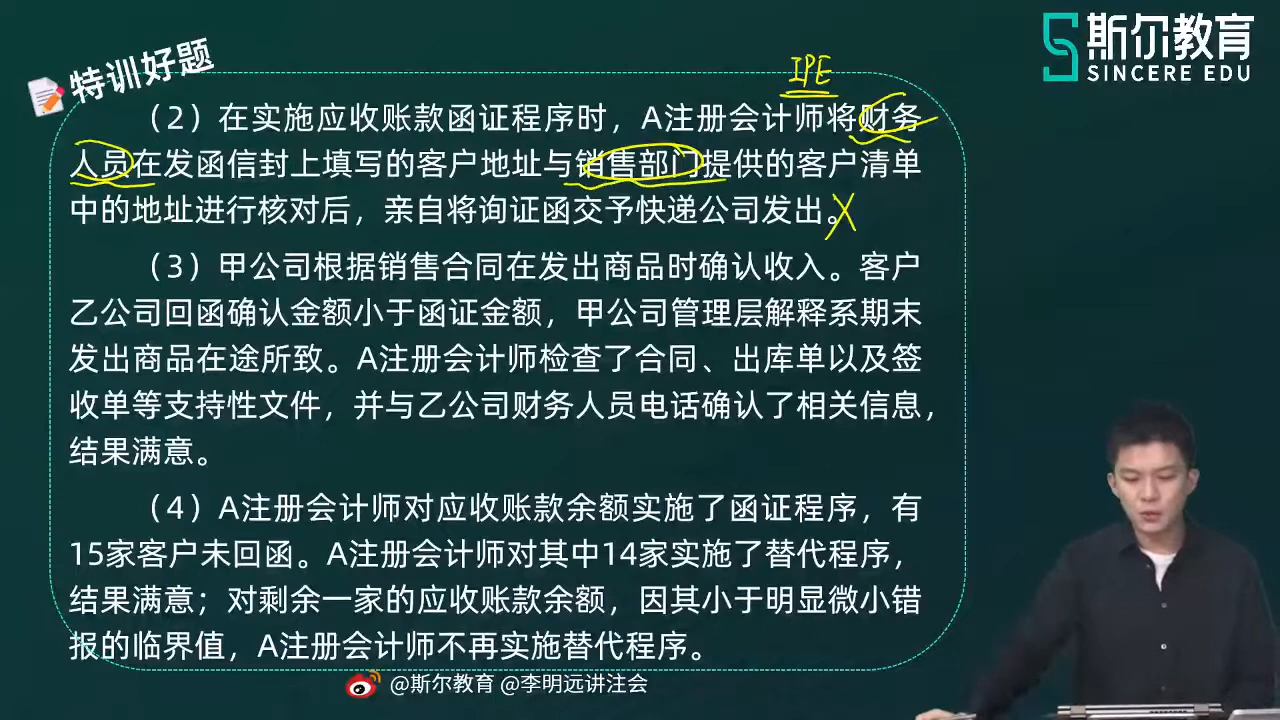 特训好题
斯尔教育
SINCERE EDU
IPE
（2）在实施应收账款函证程序时，A注册会计师将财务
人员在发函信封上填写的客户地址与销售部门提供的客户清单
中的地址进行核对后，亲自将询证函交予快递公司发出。
（3）甲公司根据销售合同在发出商品时确认收入。客户
乙公司回函确认金额小于函证金额，甲公司管理层解释系期末
发出商品在途所致。A注册会计师检查了合同、出库单以及签
收单等支持性文件，并与乙公司财务人员电话确认了相关信息，
结果满意。
（4）A注册会计师对应收账款余额实施了函证程序，有
15家客户未回函。A注册会计师对其中14家实施了替代程序，
结果满意；对剩余一家的应收账款余额，因其小于明显微小错
报的临界值，A注册会计师不再实施替代程序。
@斯尔教育 @李明远讲注会